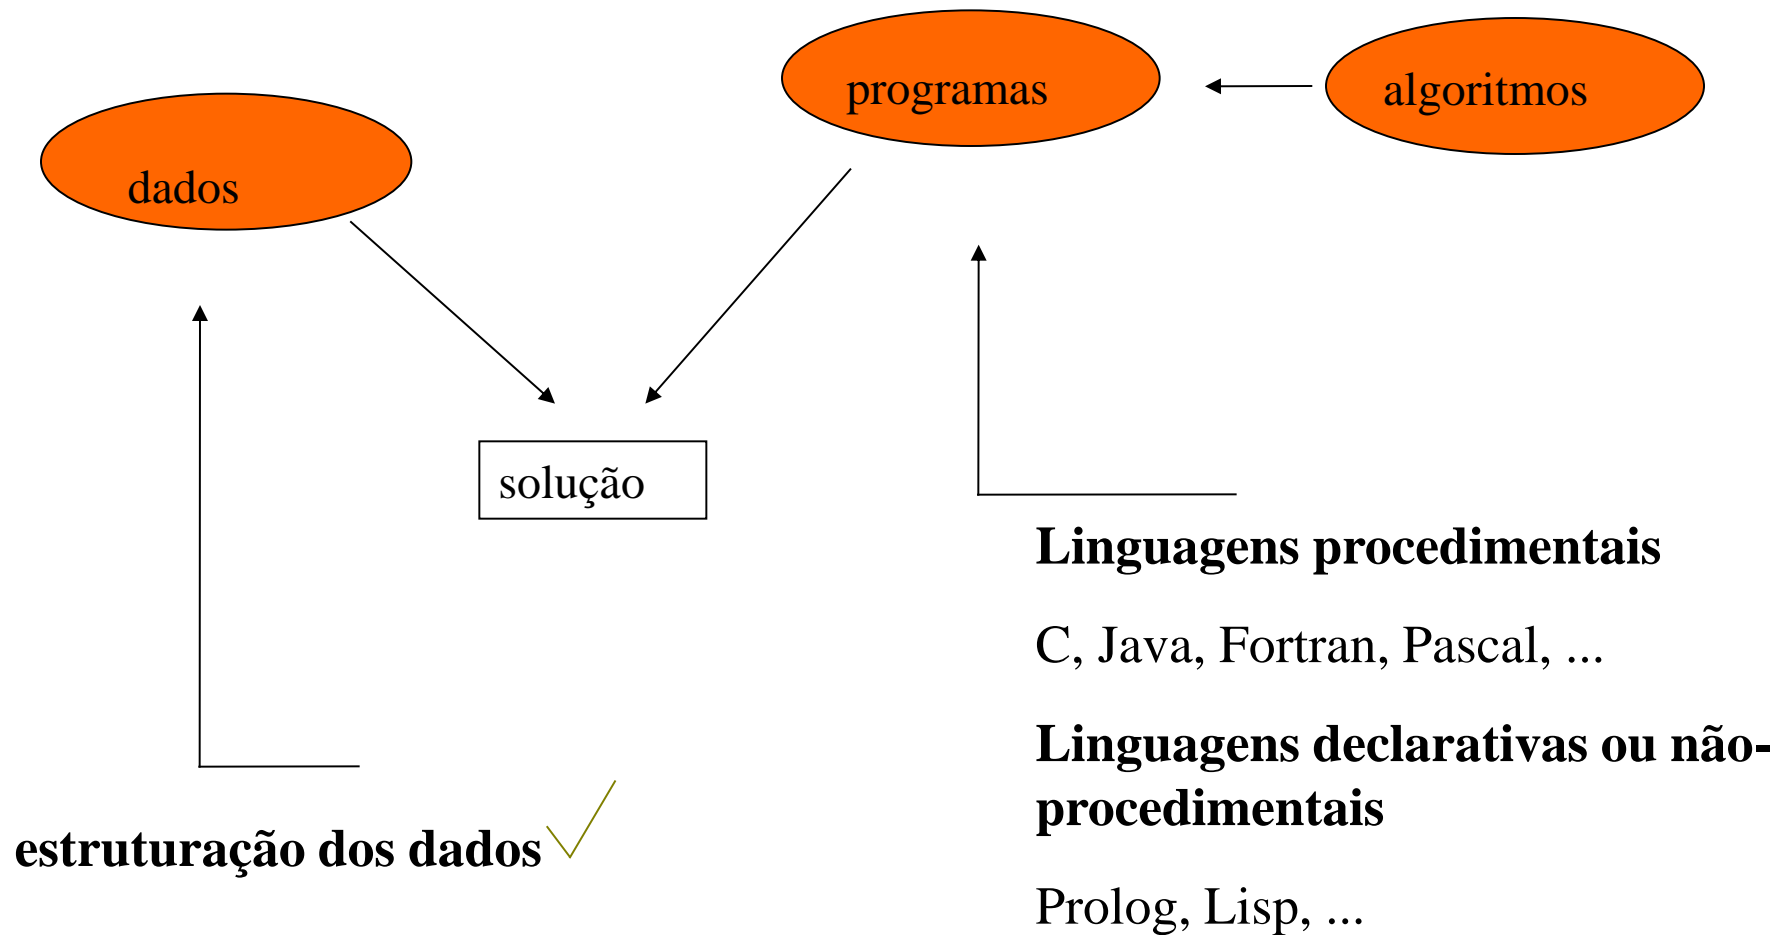 programas
algoritmos
dados
solução
Linguagens procedimentais
C, Java, Fortran, Pascal, ...
Linguagens declarativas ou não-
procedimentais
estruturação dos dados
Prolog, Lisp, ...